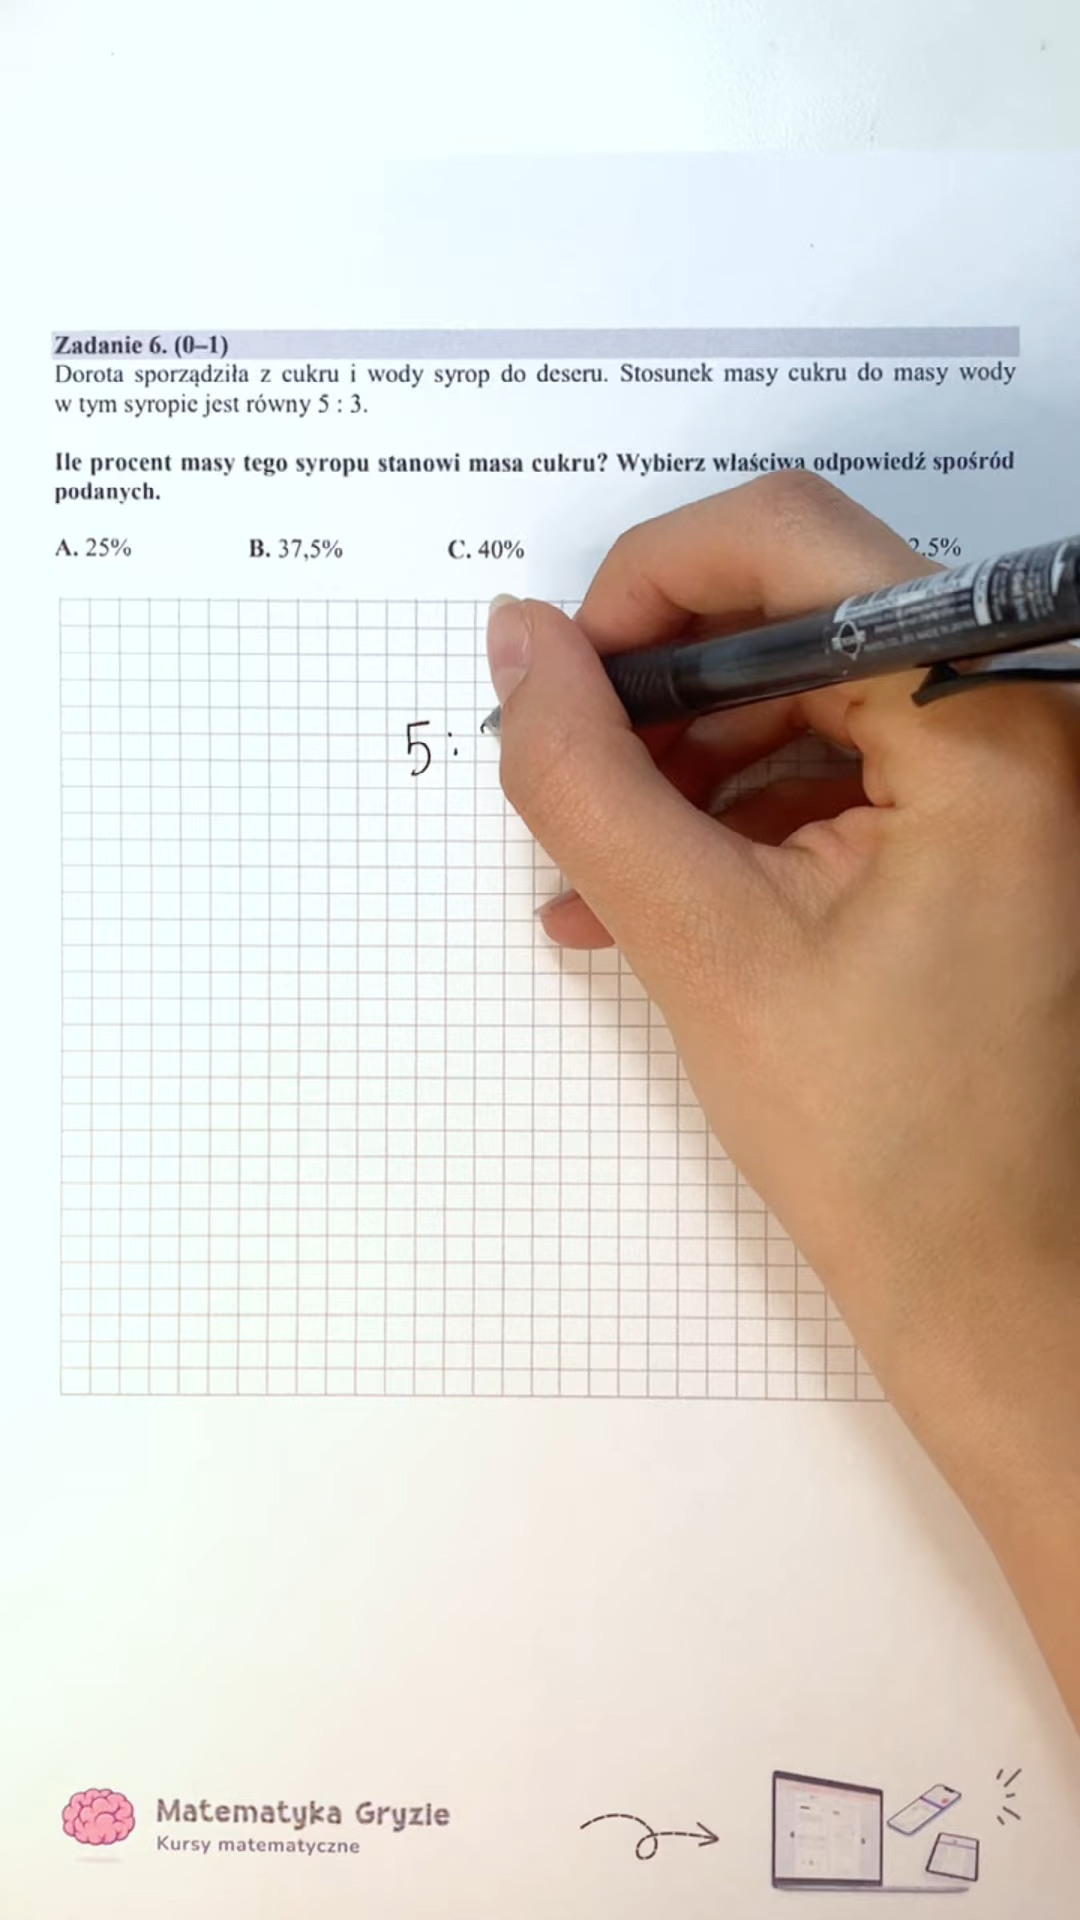 Zadanie 6. (0–1)
Dorota sporządziła z cukru i wody syrop do deseru. Stosunek masy cukru do masy wody
w tym syropie jest równy 5 : 3.
Ile procent masy tego syropu stanowi masa cukru? Wybierz właściwą odpowiedź spośród
podanych.
A. 25% B. 37,5% C. 40% 2,5%
5 :
Matematyka Gryzie
Kursy matematyczne